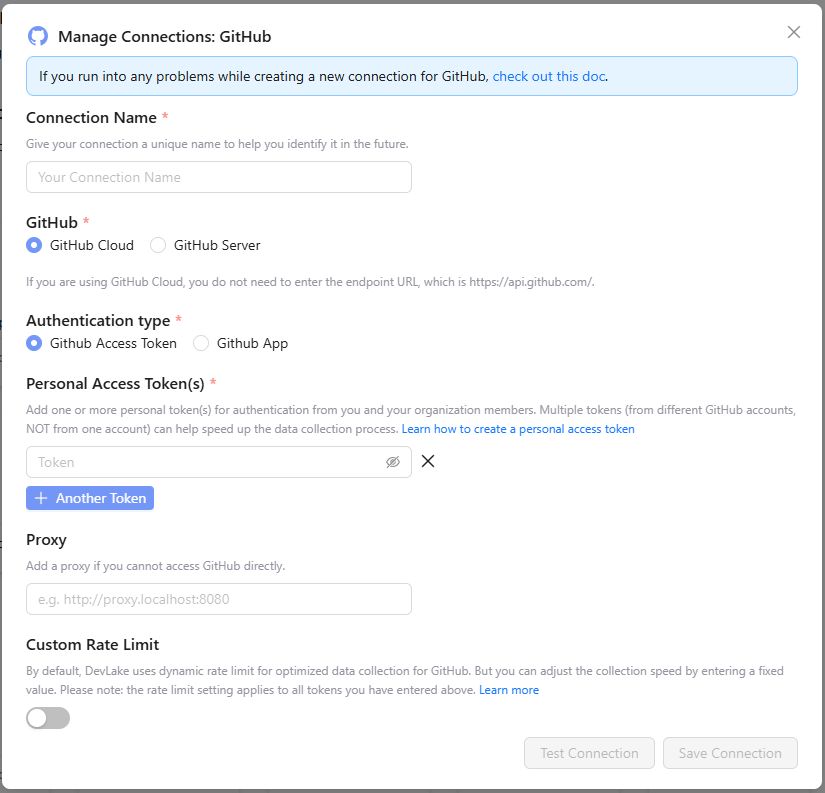 Manage Connections: GitHub
If you run into any problems while creating a new connection for GitHub, check out this doc.
Connection Name *
Give your connection a unique name to help you identify it in the future.
Your Connection Name
GitHub *
GitHub Cloud GitHub Server
If you are using GitHub Cloud, you do not need to enter the endpoint URL, which is https://api.github.com/.
Authentication type *
Github Access Token Github App
Personal Access Token(s) *
Add one or more personal token(s) for authentication from you and your organization members. Multiple tokens (from different GitHub accounts,
NOT from one account) can help speed up the data collection process. Learn how to create a personal access token
Token
Another Token
Proxy
Add a proxy if you cannot access GitHub directly.
e.g. http://proxy.localhost:8080
Custom Rate Limit
By default, DevLake uses dynamic rate limit for optimized data collection for GitHub. But you can adjust the collection speed by entering a fixed
value. Please note: the rate limit setting applies to all tokens you have entered above. Learn more
Test Connection Save Connection